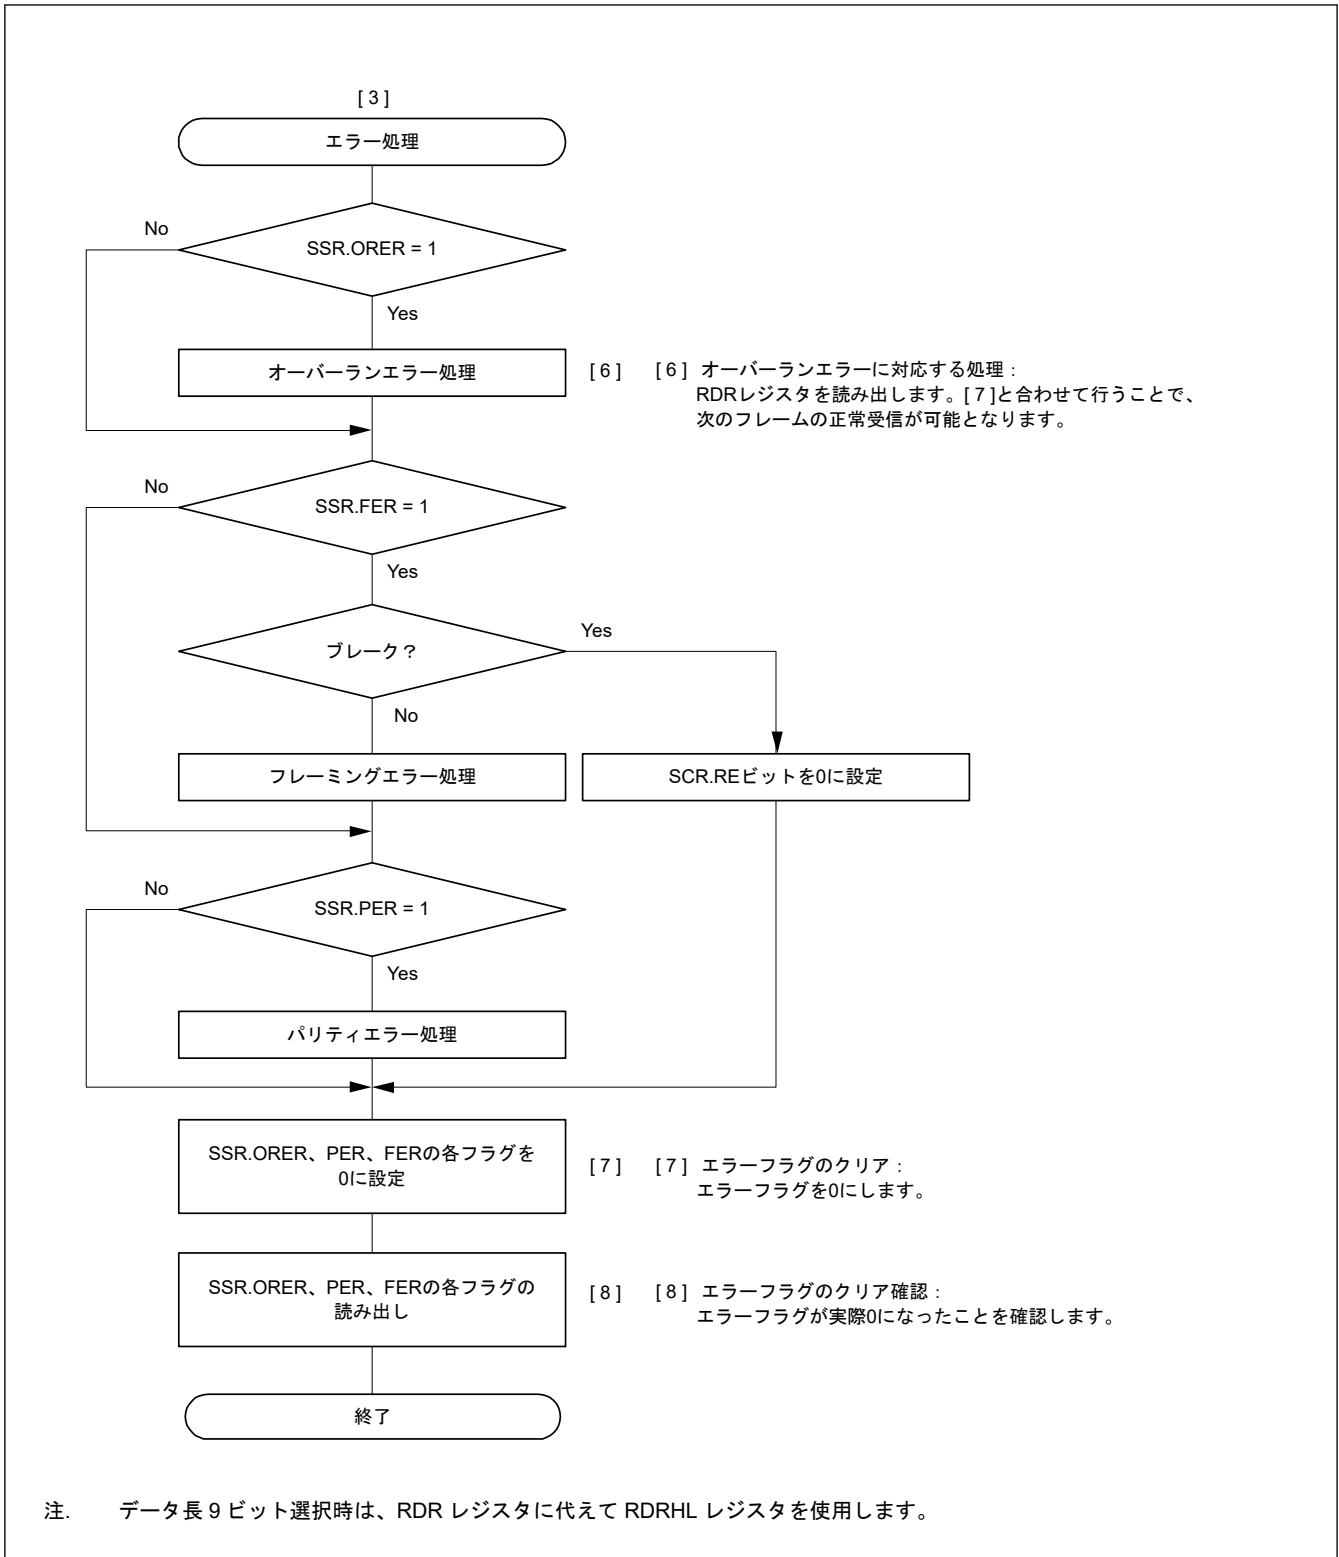 [ 3 ]
エラー処理
No
SSR.ORER = 1
Yes
オーバーランエラー処理
[ 6 ]
[ 6 ] オーバーランエラーに対応する処理：
RDRレジスタを読み出します。[ 7 ]と合わせて行うことで、
次のフレームの正常受信が可能となります。
No
SSR.FER = 1
Yes
ブレーク？
Yes
No
フレーミングエラー処理
SCR.REビットを0に設定
No
SSR.PER = 1
Yes
パリティエラー処理
SSR.ORER、PER、FERの各フラグを
0に設定
[ 7 ]
[ 7 ] エラーフラグのクリア：
エラーフラグを0にします。
SSR.ORER、PER、FERの各フラグの
読み出し
[ 8 ]
[ 8 ] エラーフラグのクリア確認：
エラーフラグが実際0になったことを確認します。
終了
注. データ長 9 ビット選択時は、RDR レジスタに代えて RDRHL レジスタを使用します。